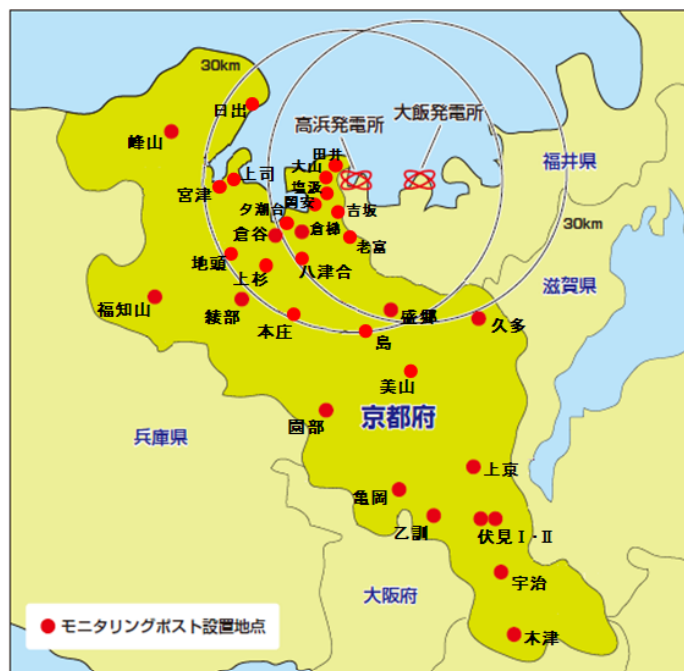 30km
日出
高浜発電所
大飯発電所
峰山
田井
大山
福井県
上司
塩汲
宮津
岡安
夕潮台
吉坂
倉谷
倉梯
老富
30km
地頭
上杉
八津合
滋賀県
福知山
綾部
本庄
盛郷
久多
島
美山
園部
京都府
兵庫県
上京
亀岡
乙訓
伏見Ⅰ・Ⅱ
宇治
大阪府
木津
モニタリングポスト設置地点